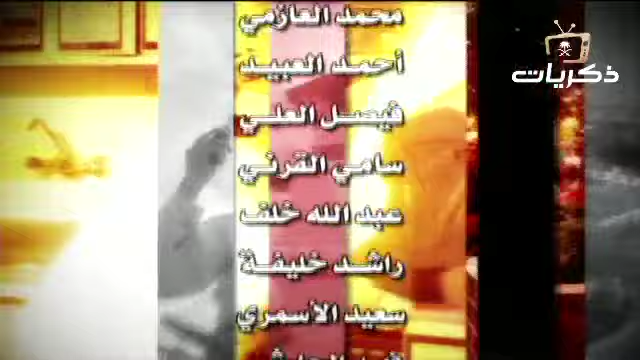 محمد العازمي
ذكريات
أحمد العبيد
فيصل العلي
سامي القرني
عبد الله خلف
راشد خليفة
سعيد الأسمري